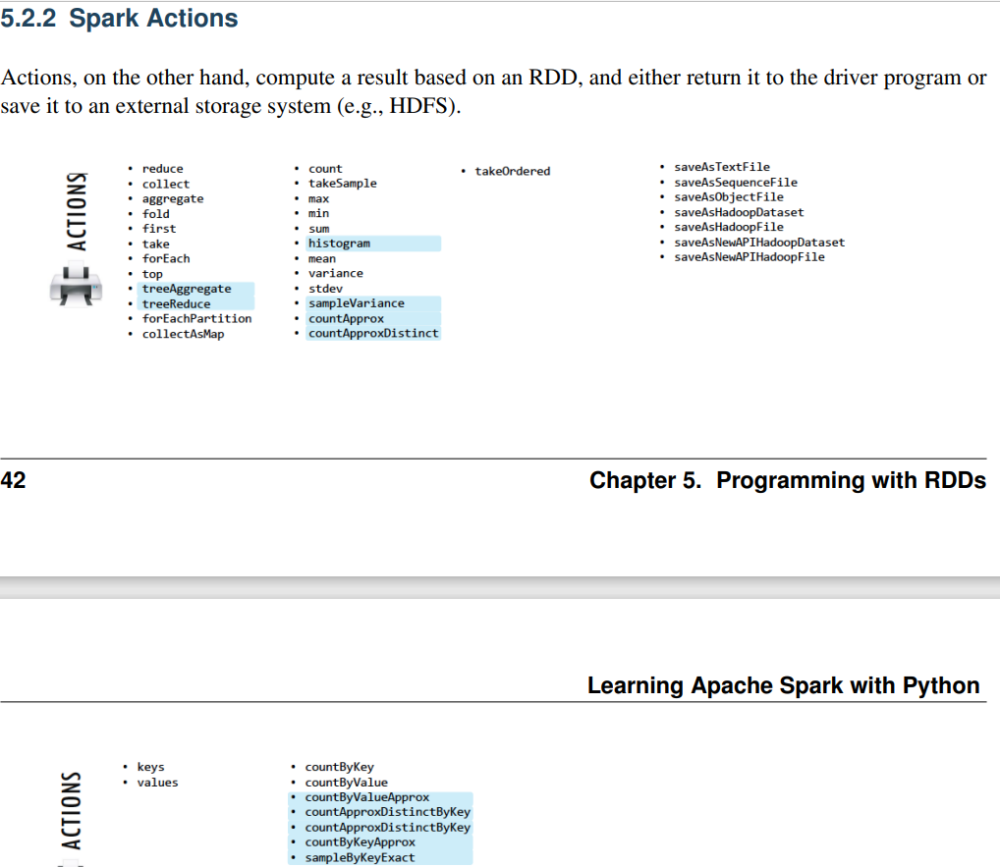 5.2.2 Spark Actions
Actions, on the other hand, compute a result based on an RDD, and either return it to the driver program or
save it to an external storage system (e.g., HDFS).
ACTIONS
• reduce
• collect
• aggregate
• fold
• first
• take
• forEach
• top
• treeAggregate
• treeReduce
• forEachPartition
• collectAsMap
• count
• takeSample
• max
• min
• sum
• histogram
• mean
• variance
• stdev
• sampleVariance
• countApprox
• countApproxDistinct
• takeOrdered
• saveAsTextFile
• saveAsSequenceFile
• saveAsObjectFile
• saveAsHadoopDataset
• saveAsHadoopFile
• saveAsNewAPIHadoopDataset
• saveAsNewAPIHadoopFile
42
Chapter 5. Programming with RDDs
Learning Apache Spark with Python
ACTIONS
• keys
• values
• countByKey
• countByValue
• countByValueApprox
• countApproxDistinctByKey
• countApproxDistinctByKey
• countByKeyApprox
• sampleByKeyExact